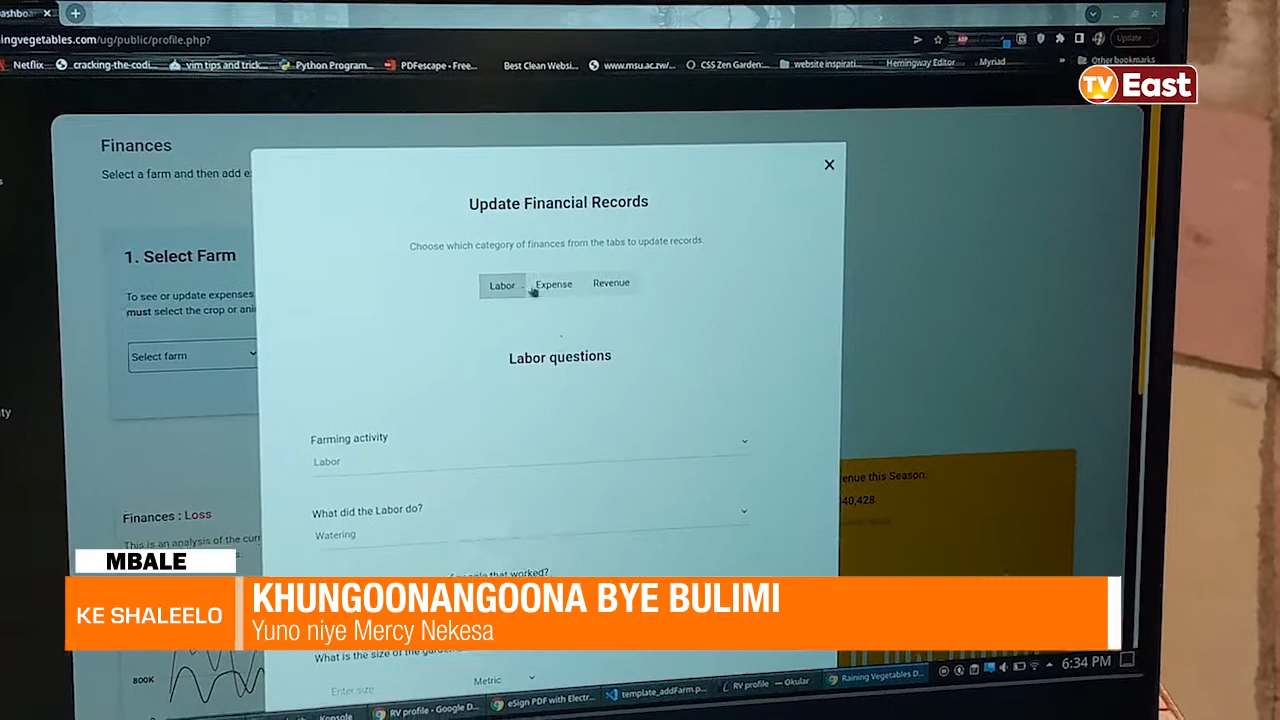 ashboa
ingvegetables.com/ug/public/profile.php?
Update
Netflix
cracking-the-codi...
vim tips and trick...
Python Program...
PDFescape - Free...
Best Clean Websi...
www.msu.ac.zw/...
CSS Zen Garden:...
website inspirati...
Hemingway Editor
Myriad
»
Other bookmarks
TV East
Finances
Select a farm and then add e
1. Select Farm
To see or update expenses
must select the crop or ani
Select farm
×
Update Financial Records
Choose which category of finances from the tabs to update records.
Labor
Expense
Revenue
Labor questions
Farming activity
Labor
What did the Labor do?
Watering
people that worked?
What is the size of the garden
Enter size
Metric
enue this Season:
40,428
Finances : Loss
This is an analysis of the curr
800K
MBALE
KE SHALEELO
KHUNGOONANGOONA BYE BULIMI
Yuno niye Mercy Nekesa
Konsole
RV profile - Google D...
eSign PDF with Electr...
template_addFarm.p...
RV profile — Okular
Raining Vegetables D...
6:34 PM